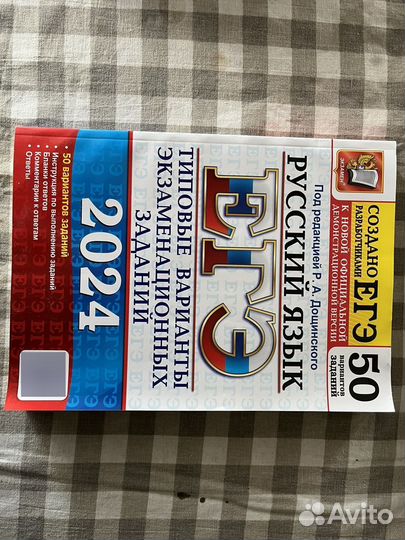 ЭКЗАМЕН
СОЗДАНО
РАЗРАБОТЧИКАМИ
ЕГЭ
К НОВОЙ ОФИЦИАЛЬНОЙ
ДЕМОНСТРАЦИОННОЙ ВЕРСИИ
50
вариантов
заданий
Под редакцией Р. А. Дощинского
РУССКИЙ ЯЗЫК
ЕГЭ
ТИПОВЫЕ ВАРИАНТЫ
ЭКЗАМЕНАЦИОННЫХ
ЗАДАНИЙ
2024
• 50 вариантов заданий
• Инструкция по выполнению заданий
• Бланки ответов
• Комментарии к ответам
• Ответы
Avito